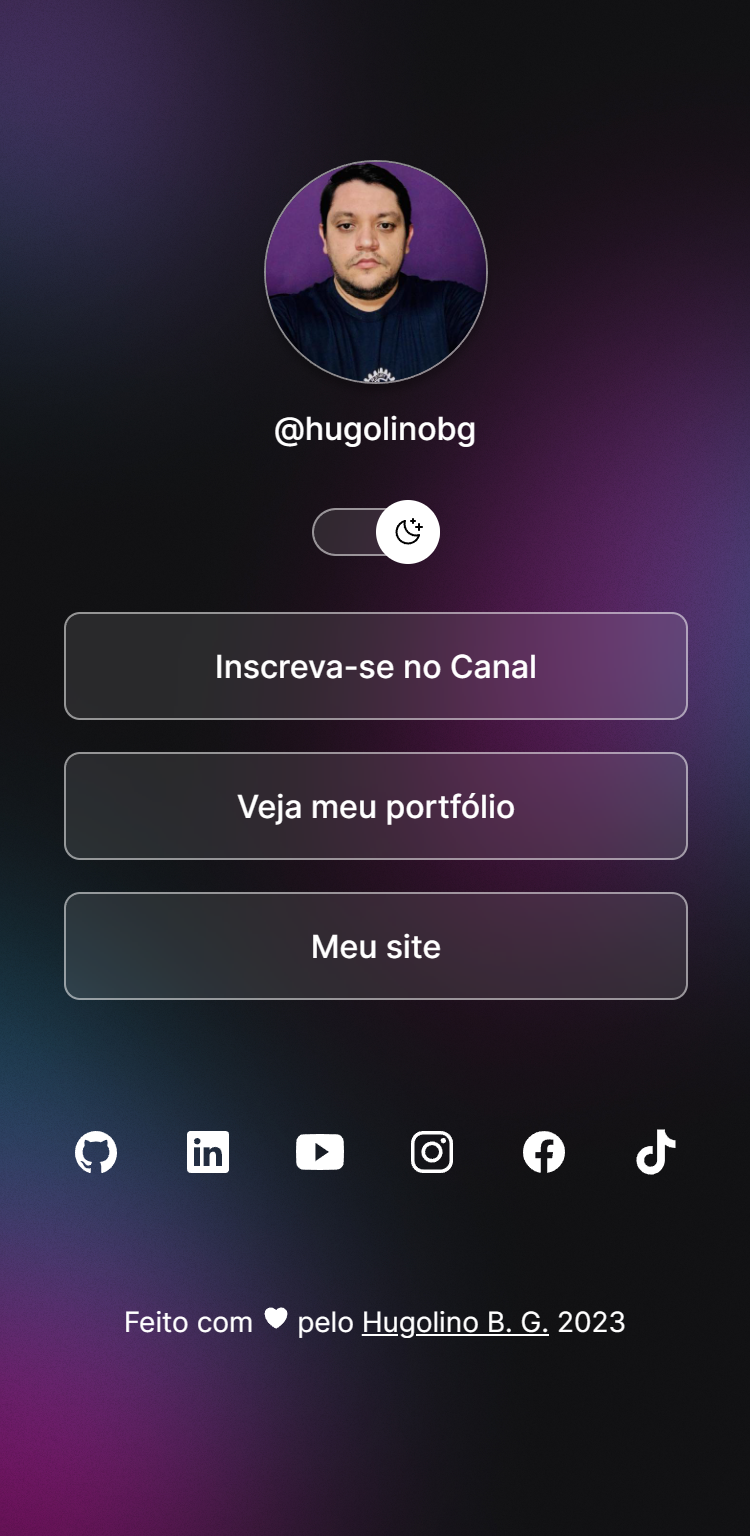 @hugolinobg
Inscreva-se no Canal
Veja meu portfólio
Meu site
Feito com pelo Hugolino B. G. 2023